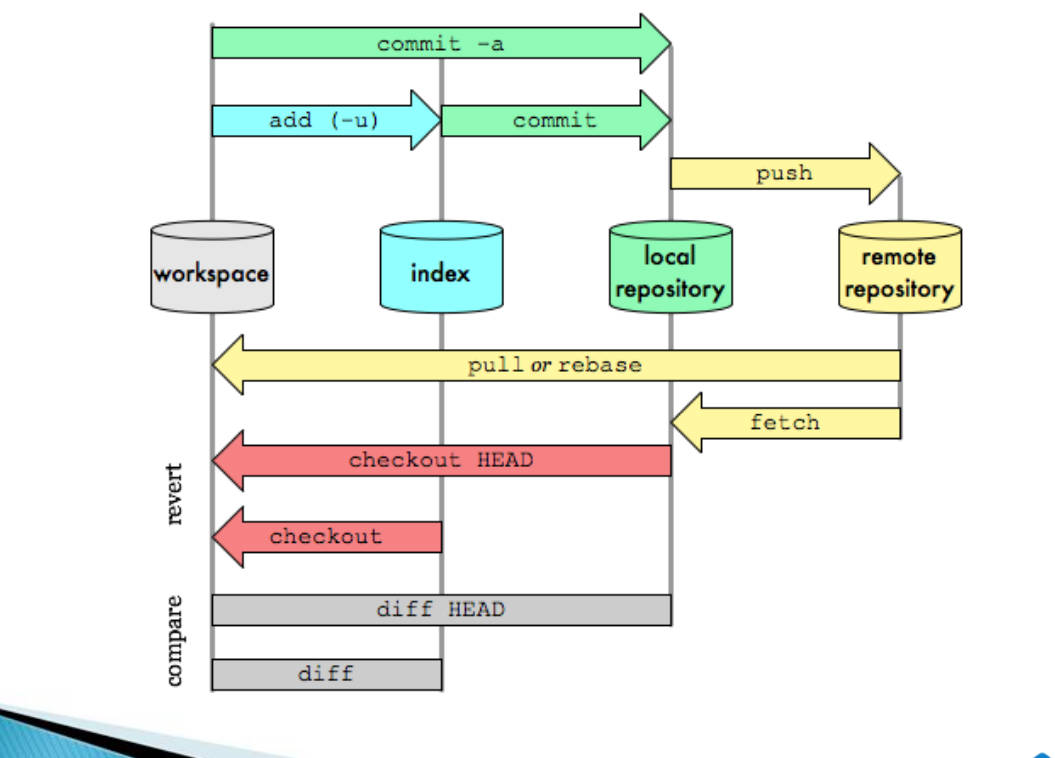 commit -a
add (-u)
commit
push
workspace
index
local
repository
remote
repository
pull or rebase
fetch
revert
checkout HEAD
checkout
compare
diff HEAD
diff